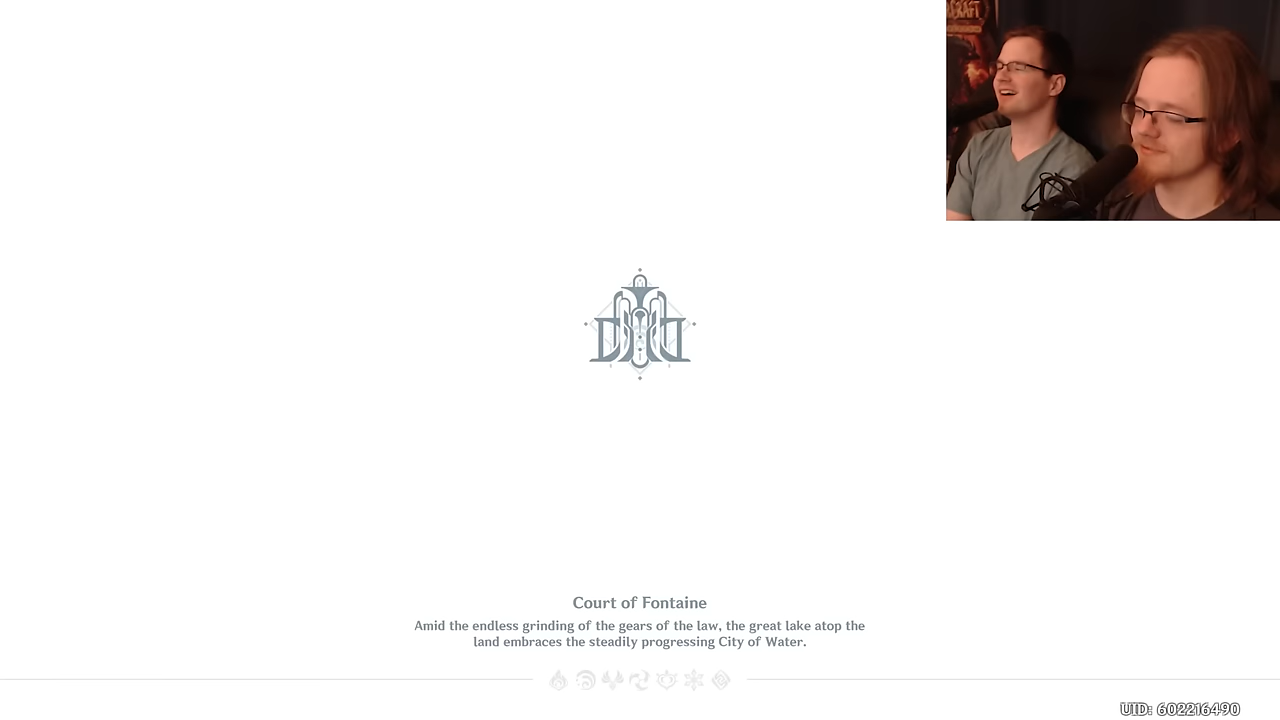 Court of Fontaine
Amid the endless grinding of the gears of the law, the great lake atop the
land embraces the steadily progressing City of Water.
UID: 602216490